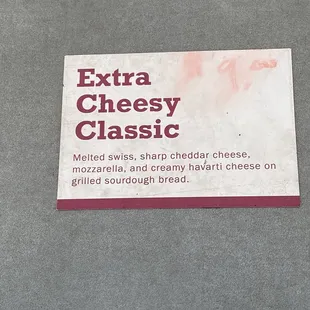 Extra
Cheesy
Classic
Melted swiss, sharp cheddar cheese,
mozzarella, and creamy havarti cheese on
grilled sourdough bread.